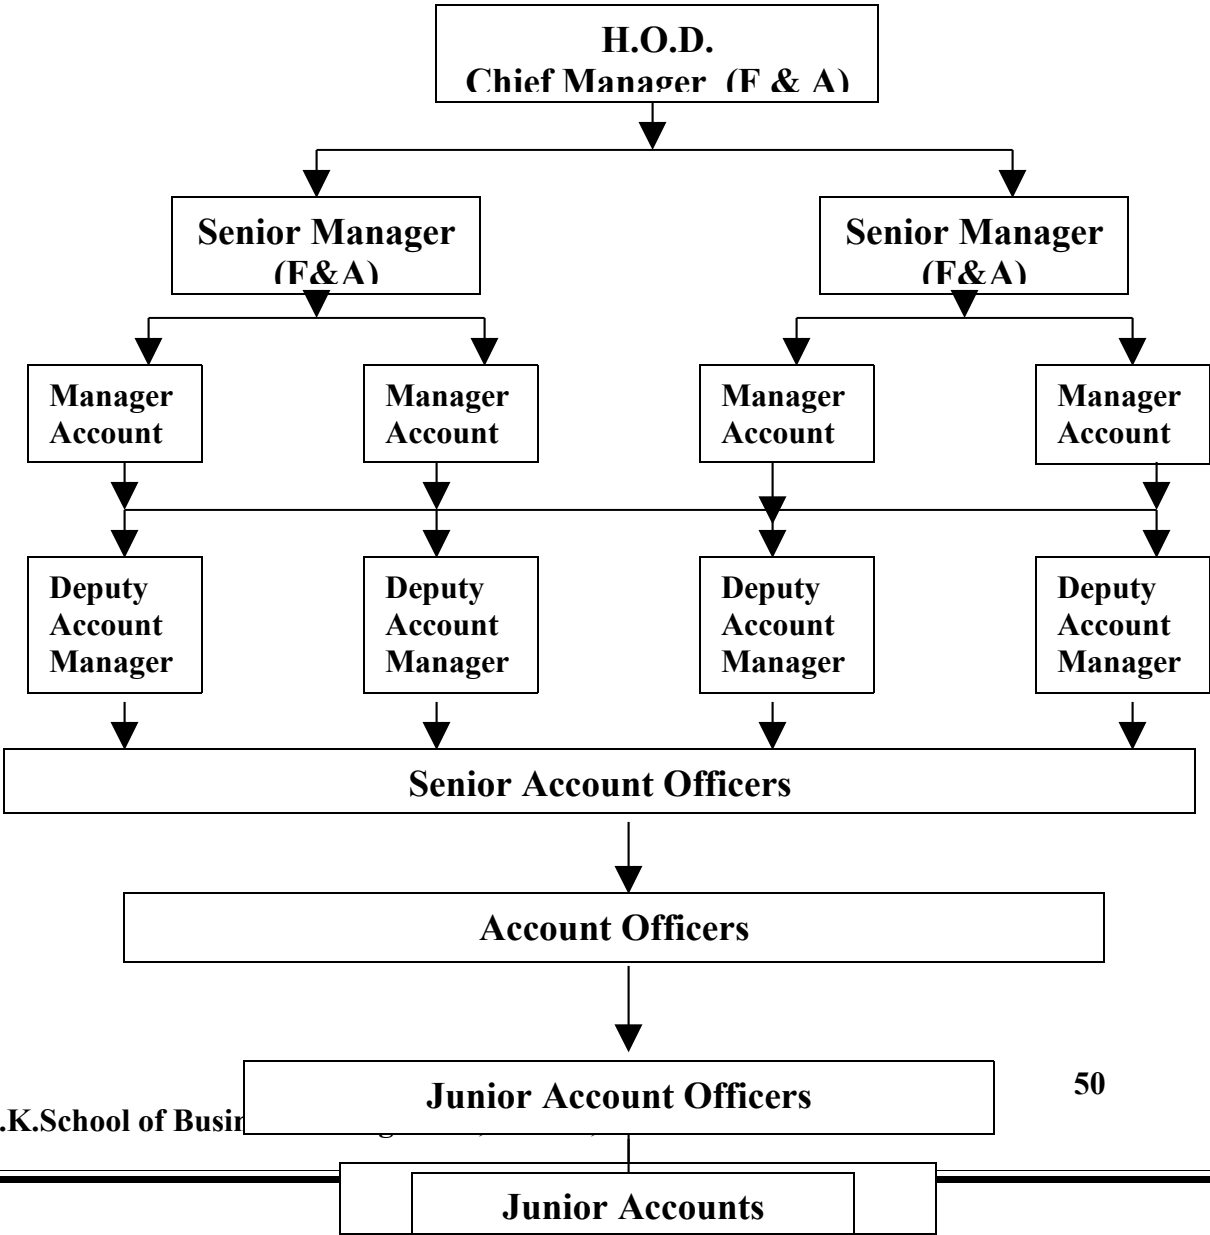 H.O.D.
Chief Manager (F & A)
Senior Manager
(F&A)
Senior Manager
(F&A)
Manager
Account
Manager
Account
Manager
Account
Manager
Account
Deputy
Account
Manager
Deputy
Account
Manager
Deputy
Account
Manager
Deputy
Account
Manager
Senior Account Officers
Account Officers
Junior Account Officers
50
.K.School of
Junior Accounts